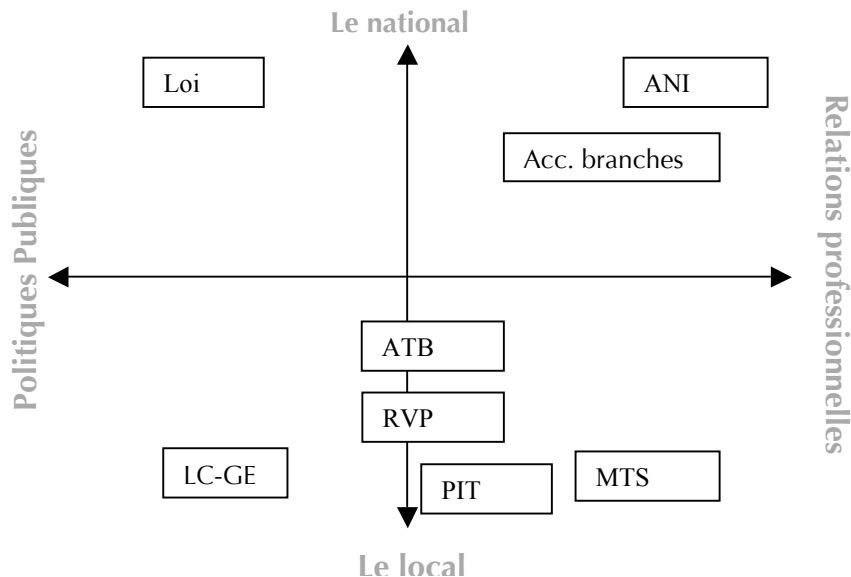 Le national
Loi
ANI
Acc. branches
Politiques Publiques
Relations professionnelles
ATB
RVP
LC-GE
PIT
MTS
Le local